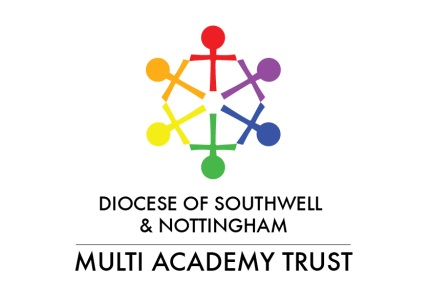 DIOCESE OF SOUTHWELL
& NOTTINGHAM
MULTI ACADEMY TRUST